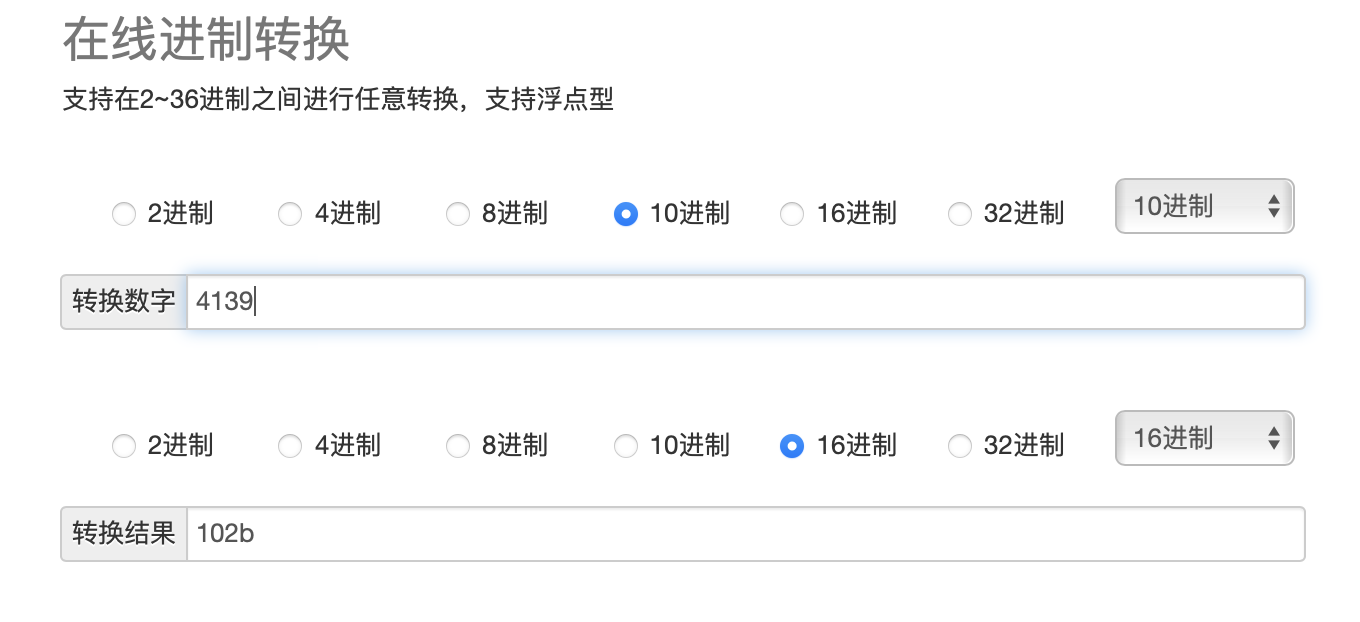 在线进制转换
支持在2~36进制之间进行任意转换，支持浮点型
2进制 4进制 8进制 10进制 16进制 32进制 10进制
转换数字 4139
2进制 4进制 8进制 10进制 16进制 32进制 16进制
转换结果 102b